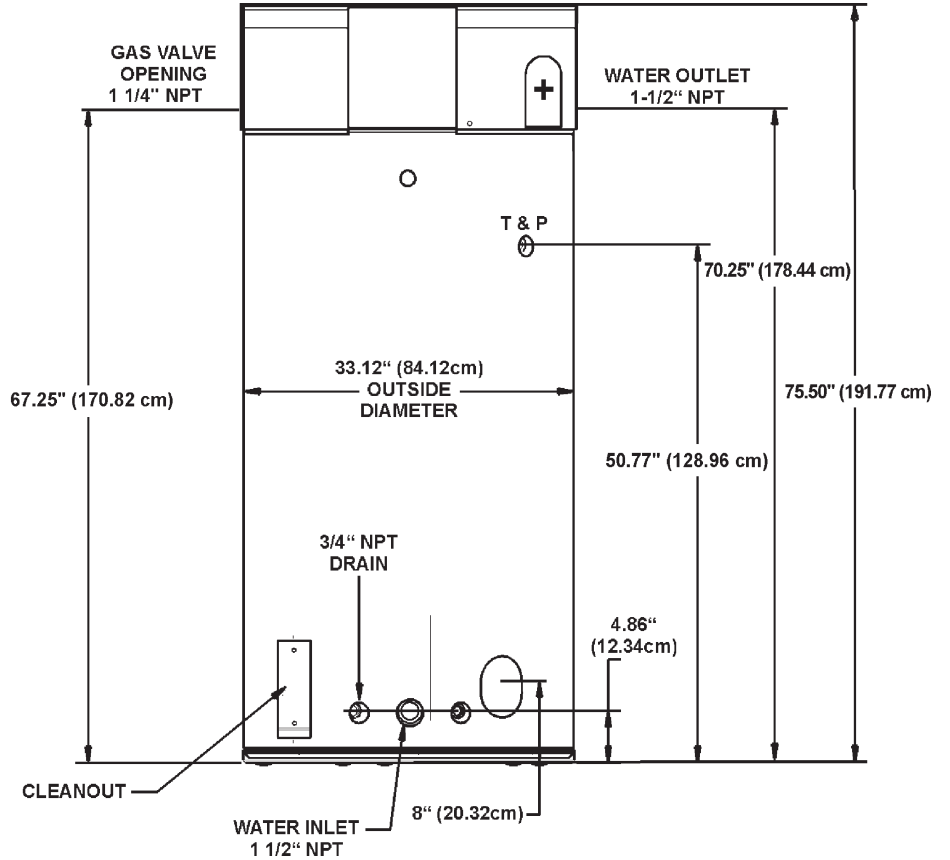 GAS VALVE
OPENING
1 1/4" NPT
WATER OUTLET
1-1/2“ NPT
T & P
70.25" (178.44 cm)
33.12“ (84.12cm)
OUTSIDE
DIAMETER
67.25" (170.82 cm)
75.50" (191.77 cm)
50.77" (128.96 cm)
3/4“ NPT
DRAIN
4.86“
(12.34cm)
CLEANOUT
8“ (20.32cm)
WATER INLET
1 1/2” NPT